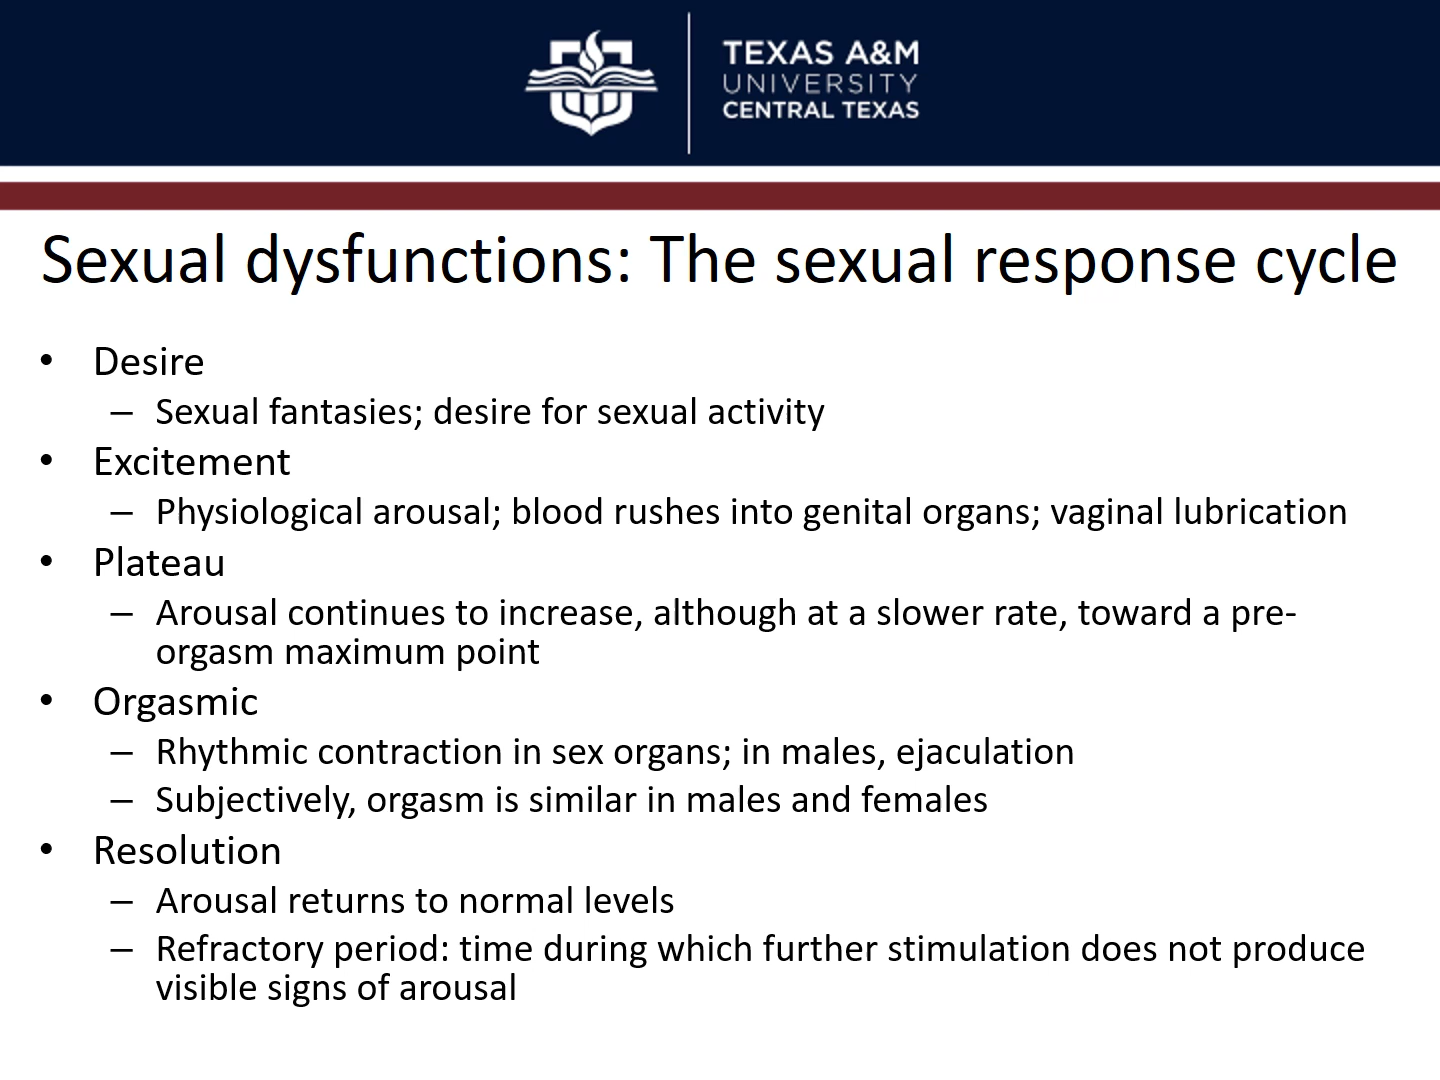 TEXAS A&M
UNIVERSITY
CENTRAL TEXAS
Sexual dysfunctions: The sexual response cycle
• Desire
– Sexual fantasies; desire for sexual activity
• Excitement
– Physiological arousal; blood rushes into genital organs; vaginal lubrication
• Plateau
– Arousal continues to increase, although at a slower rate, toward a pre-
orgasm maximum point
• Orgasmic
– Rhythmic contraction in sex organs; in males, ejaculation
– Subjectively, orgasm is similar in males and females
• Resolution
– Arousal returns to normal levels
– Refractory period: time during which further stimulation does not produce
visible signs of arousal